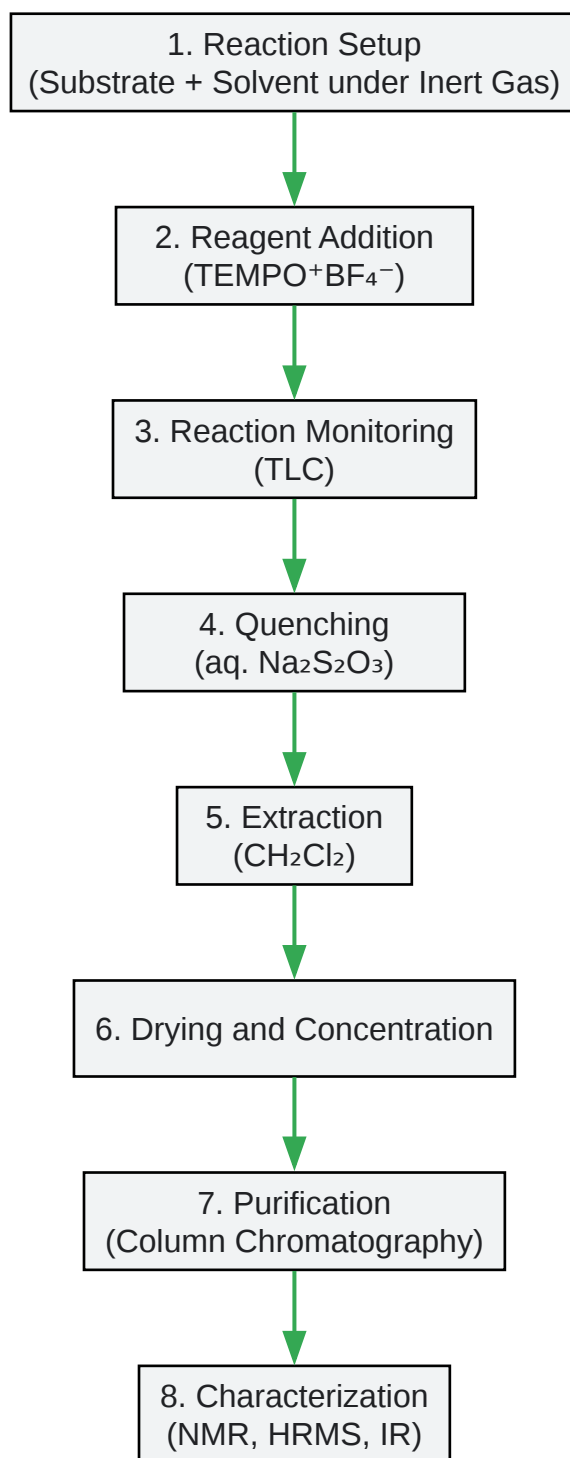 1. Reaction Setup
(Substrate + Solvent under Inert Gas)
2. Reagent Addition
(TEMPO⁺BF₄⁻)
3. Reaction Monitoring
(TLC)
4. Quenching
(aq. Na₂S₂O₃)
5. Extraction
(CH₂Cl₂)
6. Drying and Concentration
7. Purification
(Column Chromatography)
8. Characterization
(NMR, HRMS, IR)